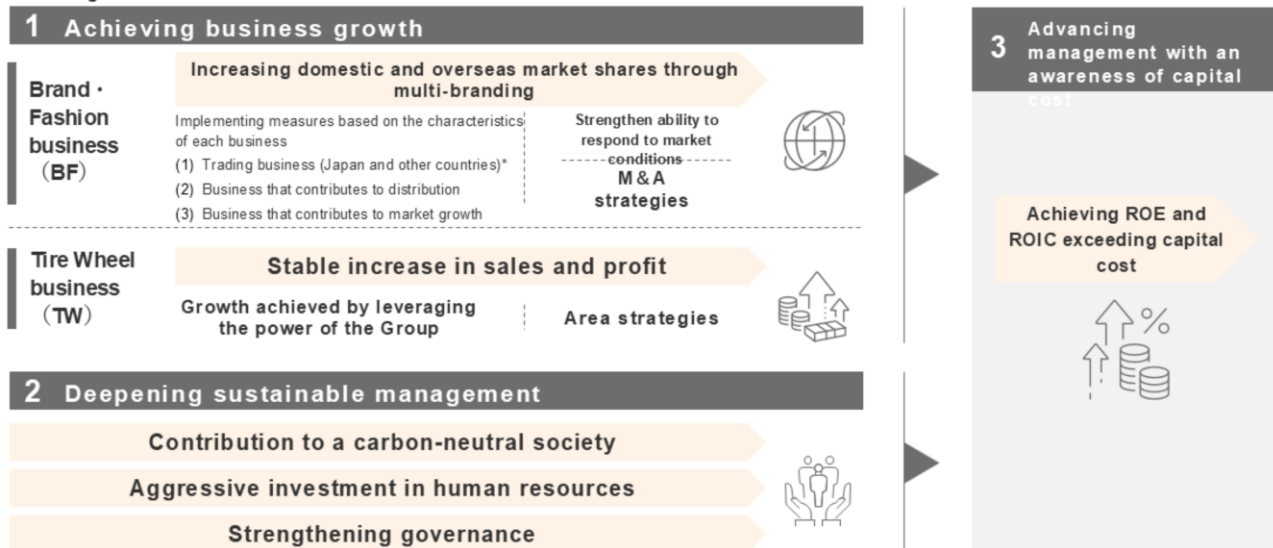 1 Achieving business growth
Brand・
Fashion
business
（BF）
Increasing domestic and overseas market shares through
multi-branding
Implementing measures based on the characteristics
of each business
(1) Trading business (Japan and other countries)*
(2) Business that contributes to distribution
(3) Business that contributes to market growth
Strengthen ability to
respond to market
conditions
M & A
strategies
Tire Wheel
business
（TW）
Stable increase in sales and profit
Growth achieved by leveraging
the power of the Group
Area strategies
2 Deepening sustainable management
Contribution to a carbon-neutral society
Aggressive investment in human resources
Strengthening governance
3 Advancing
management with an
awareness of capital
cost
Achieving ROE and
ROIC exceeding capital
cost
%